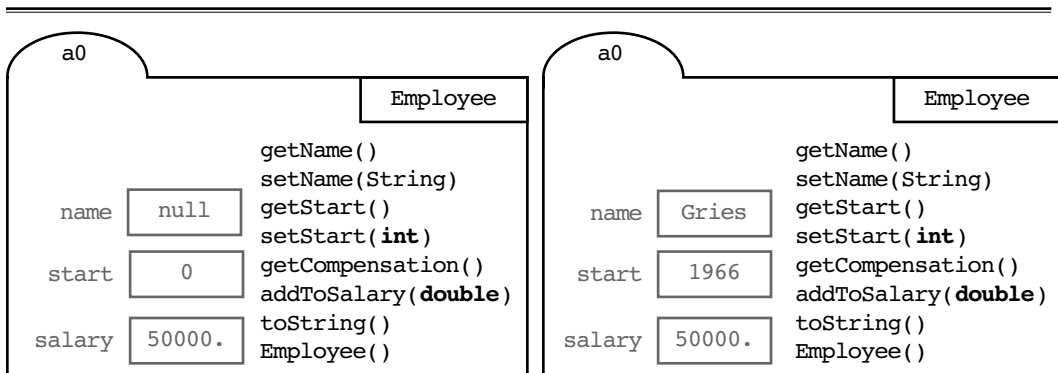 a0
Employee
getName()
setName(String)
name null getStart()
setStart(int)
start 0 getCompensation()
addToSalary(double)
salary 50000. toString()
Employee()
a0
Employee
getName()
setName(String)
name Gries getStart()
setStart(int)
start 1966 getCompensation()
addToSalary(double)
salary 50000. toString()
Employee()